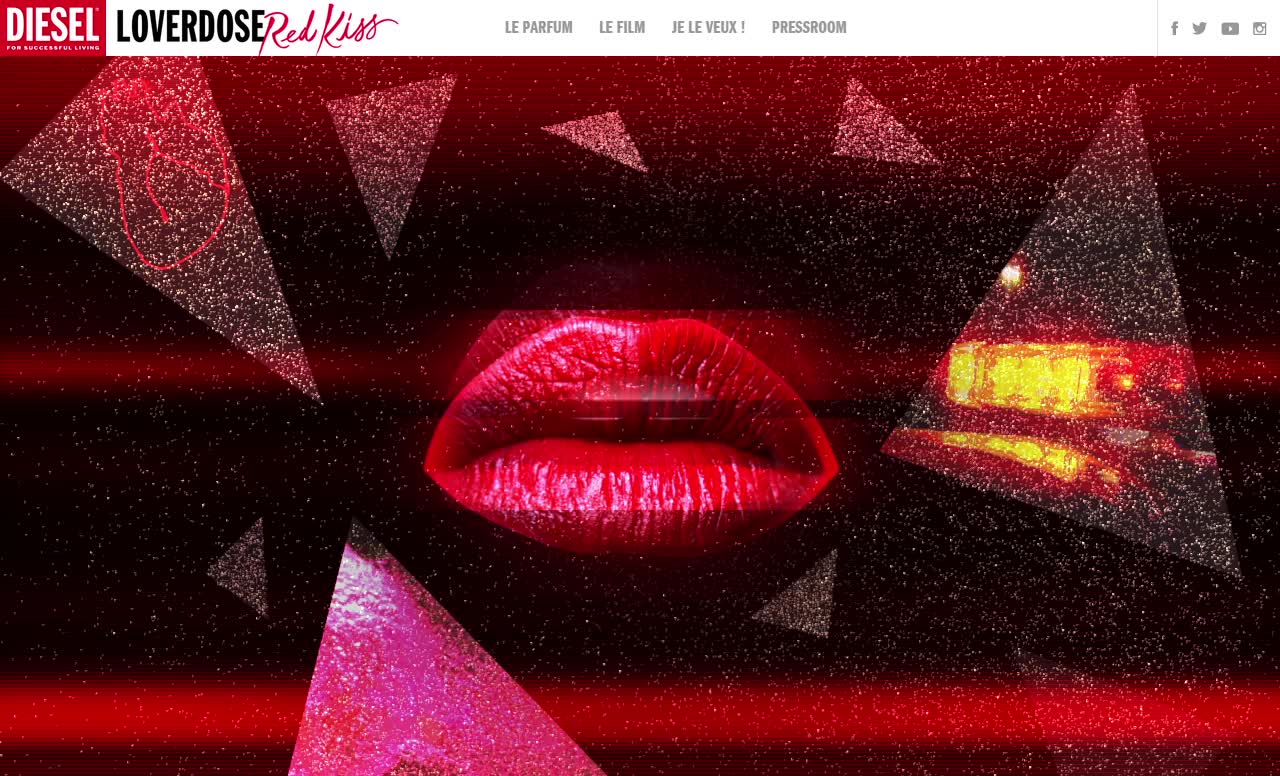 DIESEL
FOR SUCCESSFUL LIVING
LOVERDOSE Red Kiss
LE PARFUM LE FILM JE LE VEUX ! PRESSROOM